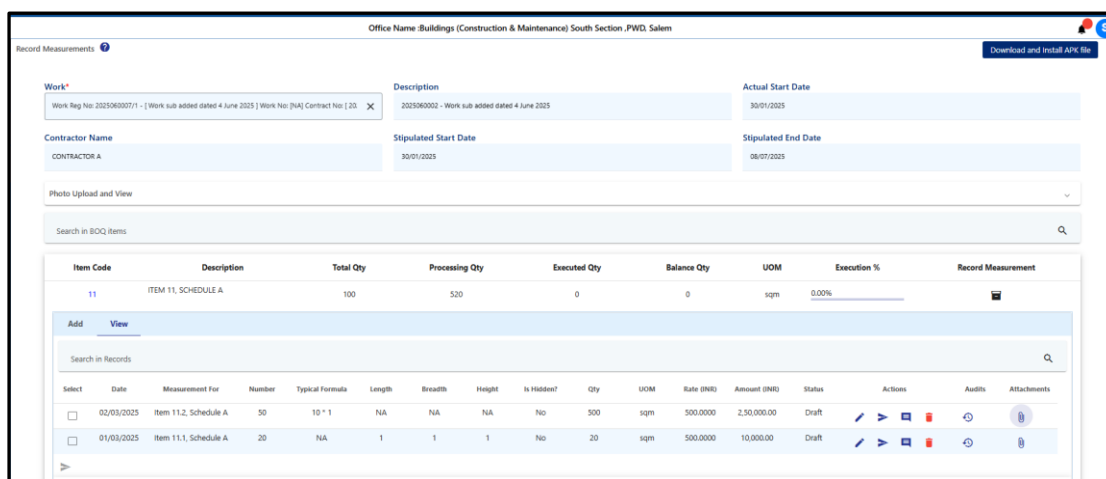 Office Name :Buildings (Construction & Maintenance) South Section ,PWD, Salem
S
Record Measurements ?
Download and Install APK file
Work* Description Actual Start Date
Work Reg No: 2025060007/1 - [ Work sub added dated 4 June 2025 ] Work No: [NA] Contract No: [ 20. 2025060002 - Work sub added dated 4 June 2025 30/01/2025
Contractor Name Stipulated Start Date Stipulated End Date
CONTRACTOR A 30/01/2025 08/07/2025
Photo Upload and View
Search in BOQ items
Item Code Description Total Qty Processing Qty Executed Qty Balance Qty UOM Execution % Record Measurement
11 ITEM 11, SCHEDULE A 100 520 0 0 sqm 0.00%
Add View
Search in Records
Select Date Measurement For Number Typical Formula Length Breadth Height Is Hidden? Qty UOM Rate (INR) Amount (INR) Status Actions Audits Attachments
02/03/2025 Item 11.2, Schedule A 50 10 * 1 NA NA NA No 500 sqm 500.0000 2,50,000.00 Draft
01/03/2025 Item 11.1, Schedule A 20 NA 1 1 1 No 20 sqm 500.0000 10,000.00 Draft